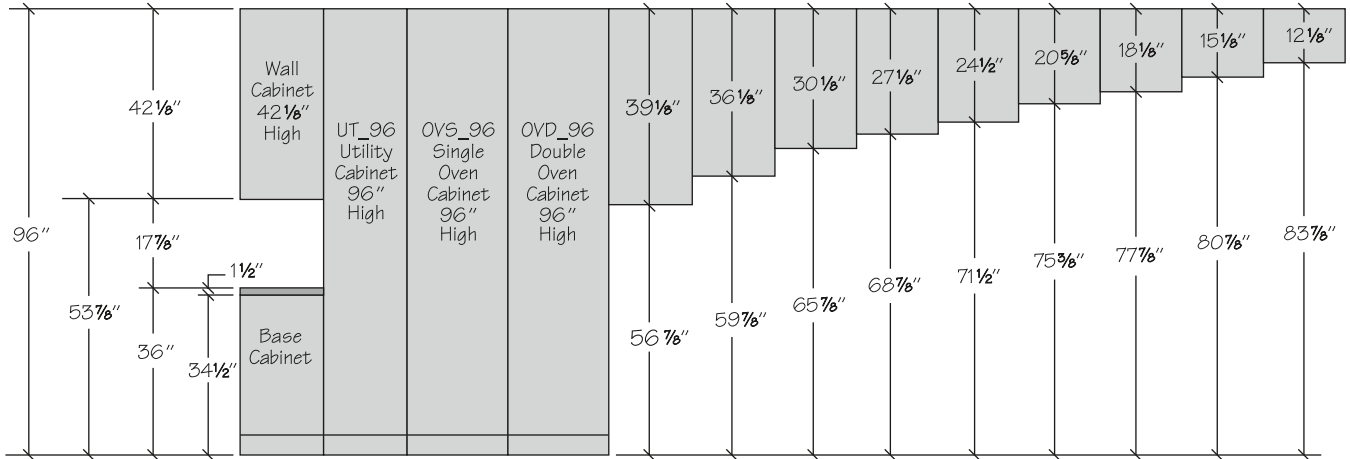 96″
42⅛″
53⅞″
17⅞″
36″
1½″
34½″
Wall
Cabinet
42⅛″
High
Base
Cabinet
UT_96
Utility
Cabinet
96″
High
OVS_96
Single
Oven
Cabinet
96″
High
OVD_96
Double
Oven
Cabinet
96″
High
39⅛″
56 ⅞″
36⅛″
59⅞″
30⅛″
65⅞″
27⅛″
68⅞″
24½″
71½″
20⅝″
75⅜″
18⅛″
77⅞″
15⅛″
80⅞″
12⅛″
83⅞″